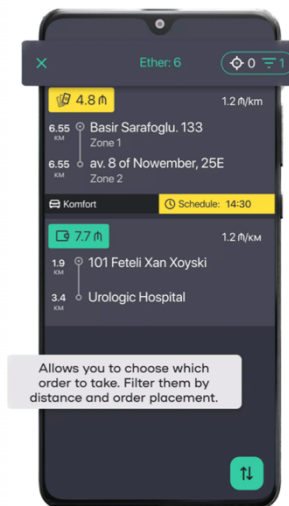 × Ether: 6 0 1
4.8 ₼ 1.2 ₼/km
6.55 Basir Sarafoglu. 133
KM Zone 1
6.55 av. 8 of Nowember, 25E
KM Zone 2
Komfort Schedule: 14:30
7.7 ₼ 1.2 ₼/км
1.9 101 Feteli Xan Xoyski
KM
3.4 Urologic Hospital
KM
Allows you to choose which
order to take. Filter them by
distance and order placement.